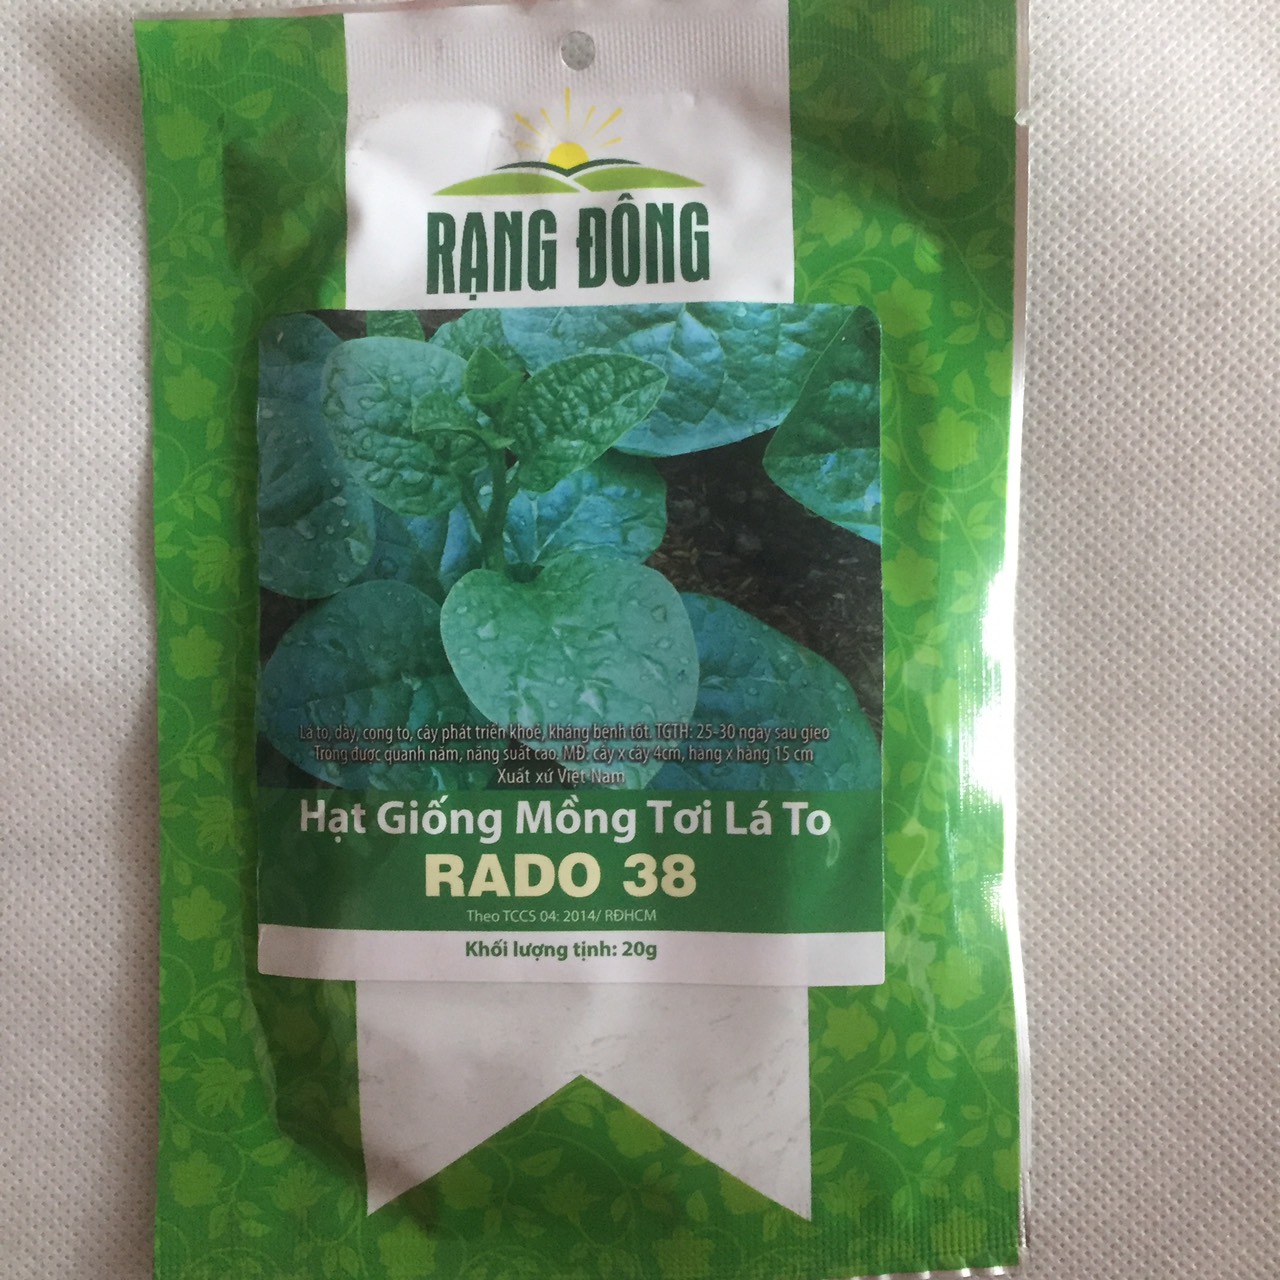 RẠNG ĐÔNG
Lá to, dày, cọng to, cây phát triển khoẻ, kháng bệnh tốt. TGTH: 25-30 ngày sau gieo
Trồng được quanh năm, năng suất cao. MĐ: cây x cây 4cm, hàng x hàng 15 cm
Xuất xứ Việt Nam
Hạt Giống Mồng Tơi Lá To
RADO 38
Theo TCCS 04: 2014/ RĐHCM
Khối lượng tịnh: 20g